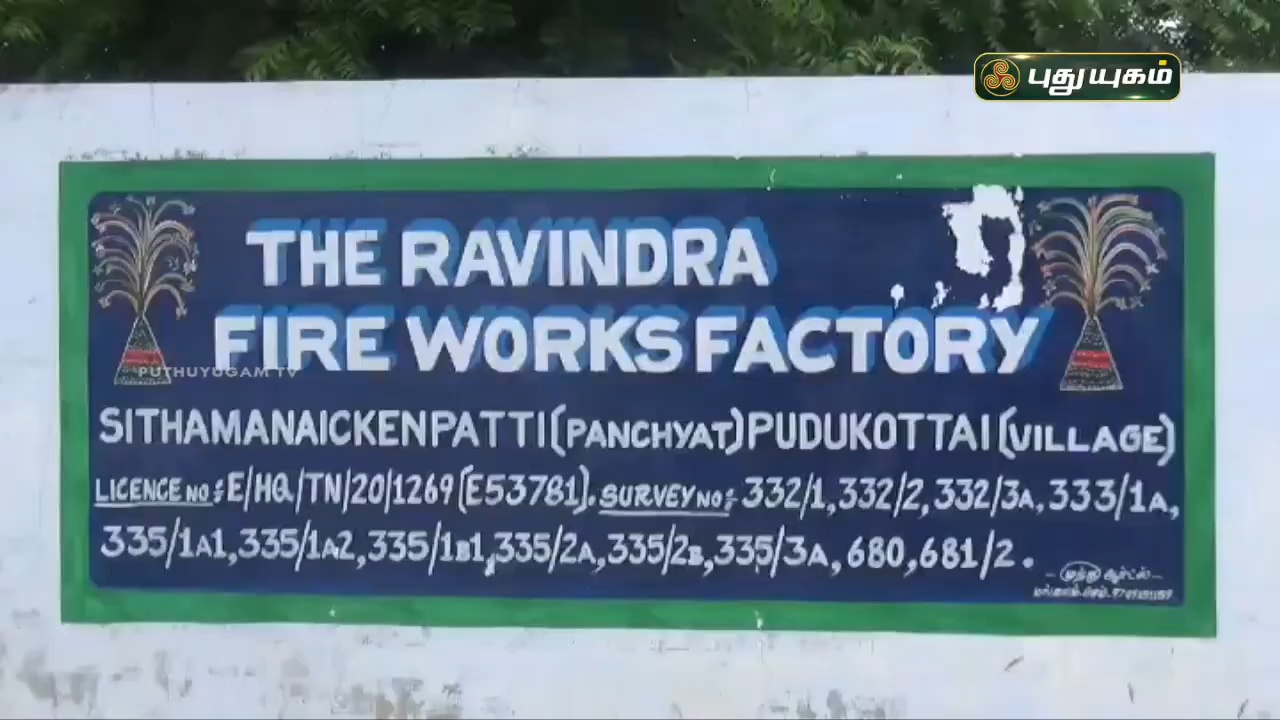 புதுயுகம்
THE RAVINDRA
FIRE WORKS FACTORY
PUTHUYUGAM TV
SITHAMANAICKENPATTI (PANCHYAT) PUDUKOTTAI (VILLAGE)
LICENCE NO: E/HQ/TN/20/1269 (E53781). SURVEY NO: 332/1, 332/2, 332/3A, 333/1A,
335/1A1, 335/1A2, 335/1B1, 335/2A, 335/2B, 335/3A, 680, 681/2.
ஆர்ட்ஸ்